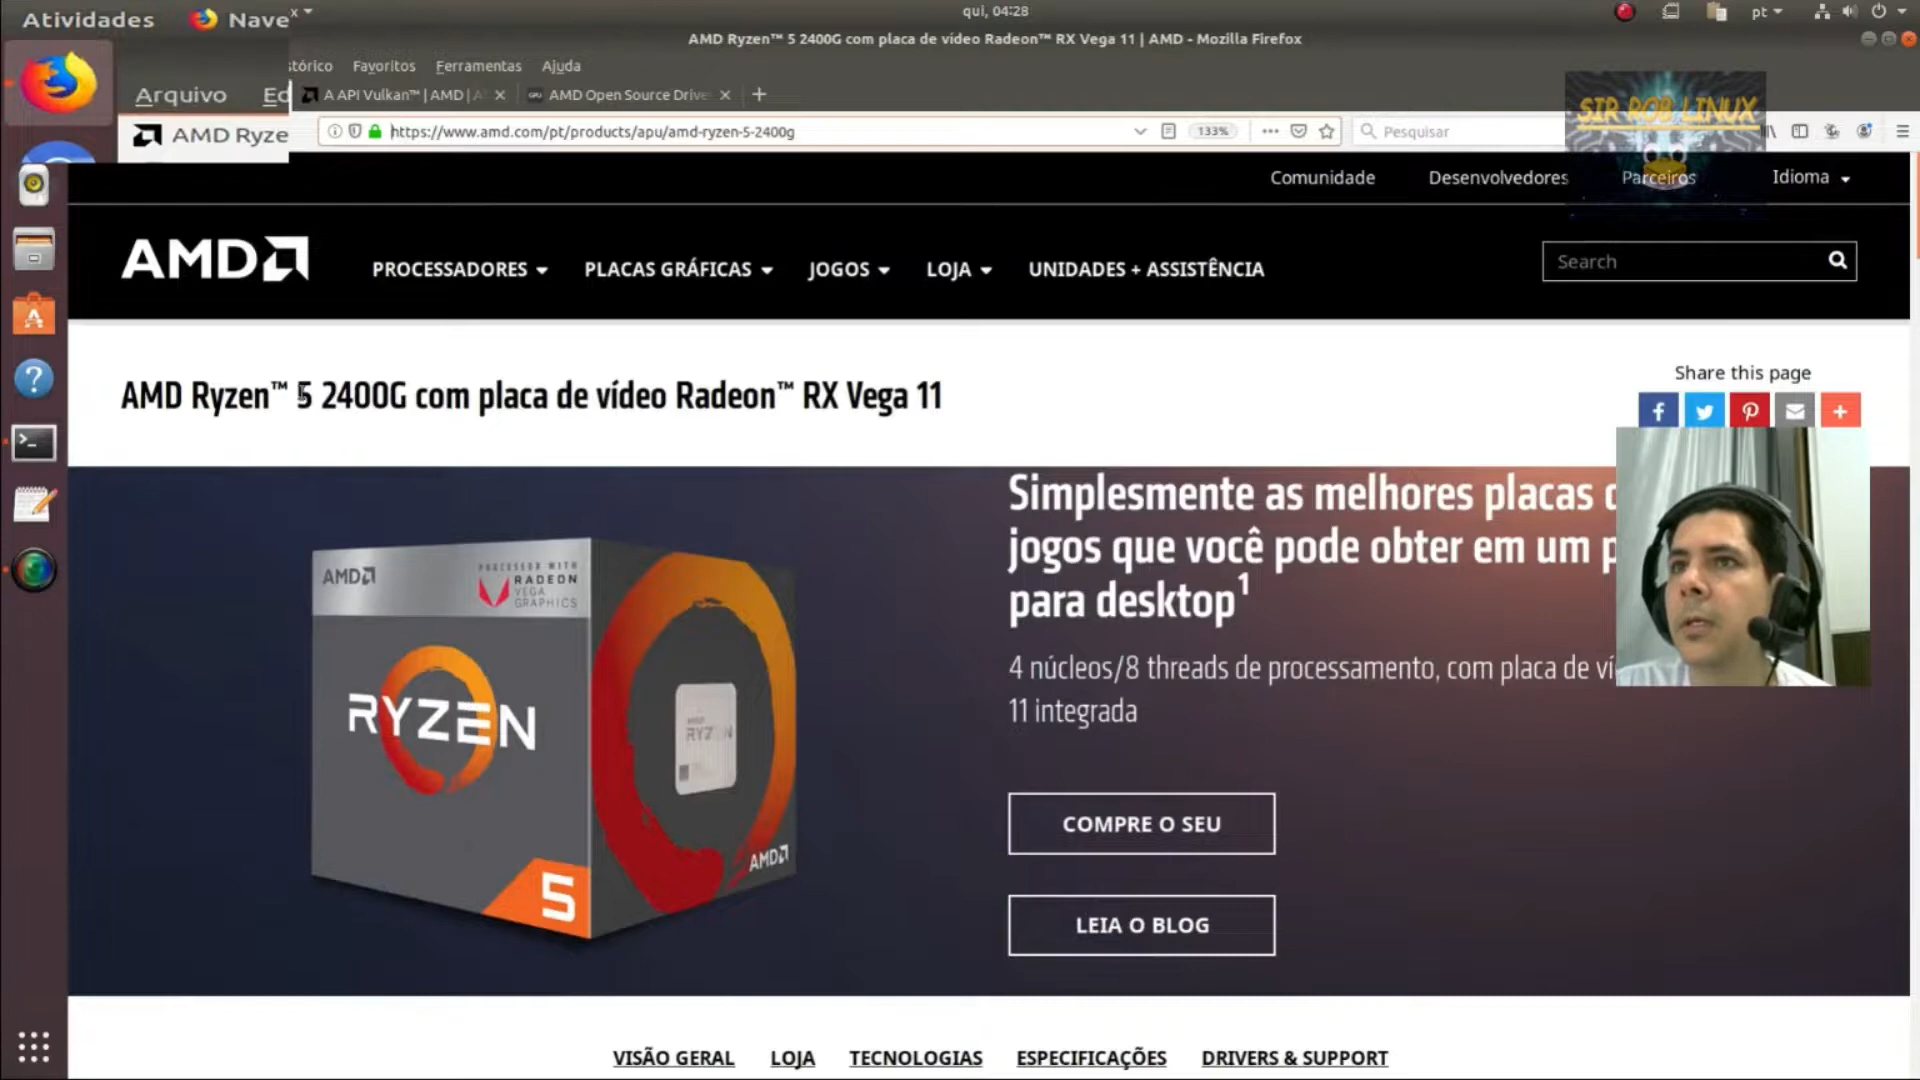 Atividades
Nave
qui, 04:28
pt
AMD Ryzen™ 5 2400G com placa de vídeo Radeon™ RX Vega 11 | AMD - Mozilla Firefox
stórico Favoritos Ferramentas Ajuda
Arquivo Ed
A API Vulkan™ | AMD | A
AMD Open Source Drive
AMD Ryze
https://www.amd.com/pt/products/apu/amd-ryzen-5-2400g
133%
Pesquisar
SIR ROB LINUX
Comunidade Desenvolvedores Parceiros Idioma
AMD
PROCESSADORES PLACAS GRÁFICAS JOGOS LOJA UNIDADES + ASSISTÊNCIA
Search
AMD Ryzen™ 5 2400G com placa de vídeo Radeon™ RX Vega 11
Share this page
Simplesmente as melhores placas
jogos que você pode obter em um p
para desktop¹
4 núcleos/8 threads de processamento, com placa de ví
11 integrada
AMD
PROCESSOR WITH
RADEON
VEGA
GRAPHICS
RYZEN
RYZEN
AMD
5
COMPRE O SEU
LEIA O BLOG
VISÃO GERAL LOJA TECNOLOGIAS ESPECIFICAÇÕES DRIVERS & SUPPORT